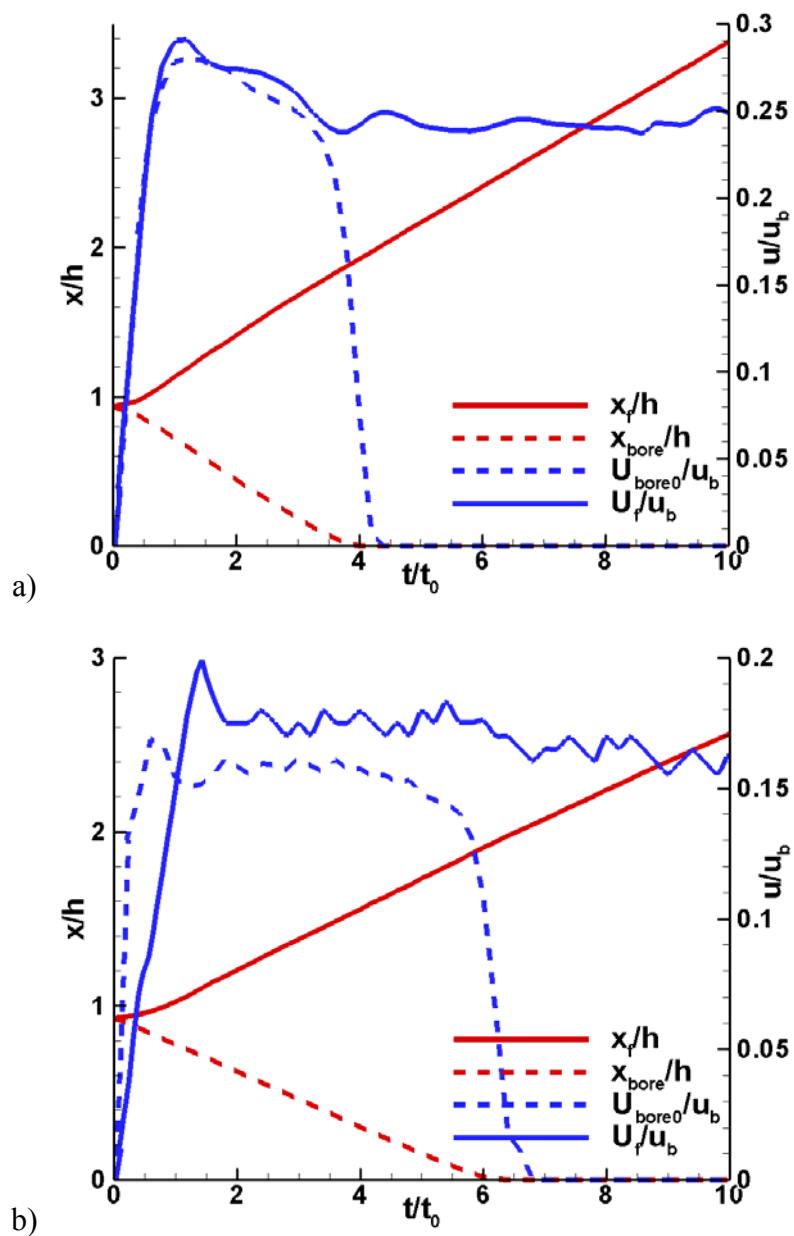 3
2
1
0
x/h
0.3
0.25
0.2
0.15
0.1
0.05
0
u/u_b
x_f/h
x_bore/h
U_bore0/u_b
U_f/u_b
0 2 4 6 8 10
t/t_0
a)
3
2
1
0
x/h
0.2
0.15
0.1
0.05
0
u/u_b
x_f/h
x_bore/h
U_bore0/u_b
U_f/u_b
0 2 4 6 8 10
t/t_0
b)